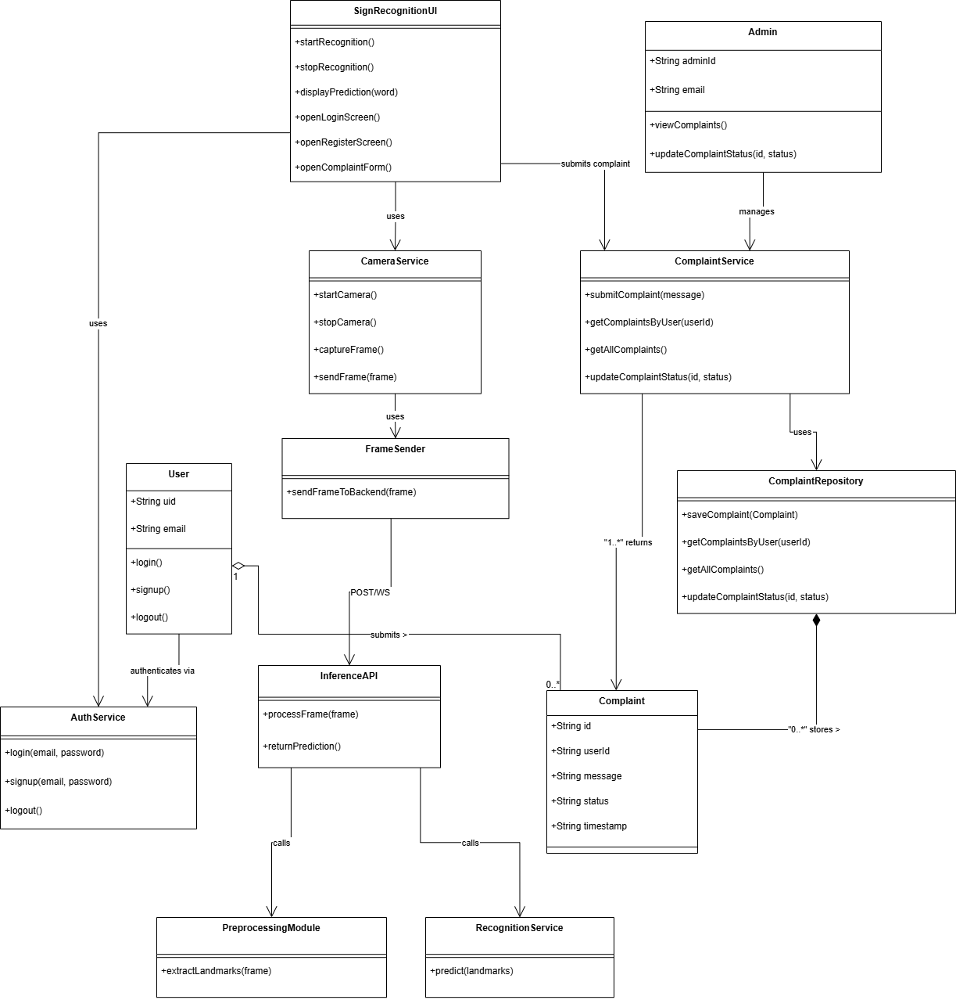 SignRecognitionUI
+startRecognition()
+stopRecognition()
+displayPrediction(word)
+openLoginScreen()
+openRegisterScreen()
+openComplaintForm()
Admin
+String adminId
+String email
+viewComplaints()
+updateComplaintStatus(id, status)
submits complaint
manages
uses
uses
CameraService
+startCamera()
+stopCamera()
+captureFrame()
+sendFrame(frame)
ComplaintService
+submitComplaint(message)
+getComplaintsByUser(userId)
+getAllComplaints()
+updateComplaintStatus(id, status)
uses
uses
FrameSender
+sendFrameToBackend(frame)
User
+String uid
+String email
+login()
+signup()
+logout()
1
ComplaintRepository
+saveComplaint(Complaint)
+getComplaintsByUser(userId)
+getAllComplaints()
+updateComplaintStatus(id, status)
"1..*" returns
POST/WS
submits >
authenticates via
0..*
InferenceAPI
+processFrame(frame)
+returnPrediction()
AuthService
+login(email, password)
+signup(email, password)
+logout()
Complaint
+String id
+String userId
+String message
+String status
+String timestamp
"0..*" stores >
calls
calls
PreprocessingModule
+extractLandmarks(frame)
RecognitionService
+predict(landmarks)